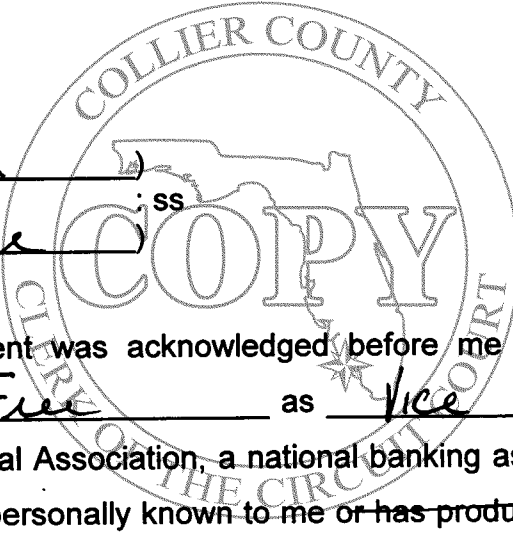 COLLIER COUNTY
)
: ss
)
COPY
ent was acknowledged before me
Free as Vice
al Association, a national banking as
personally known to me or has produ
CLERK OF THE CIRCUIT COURT